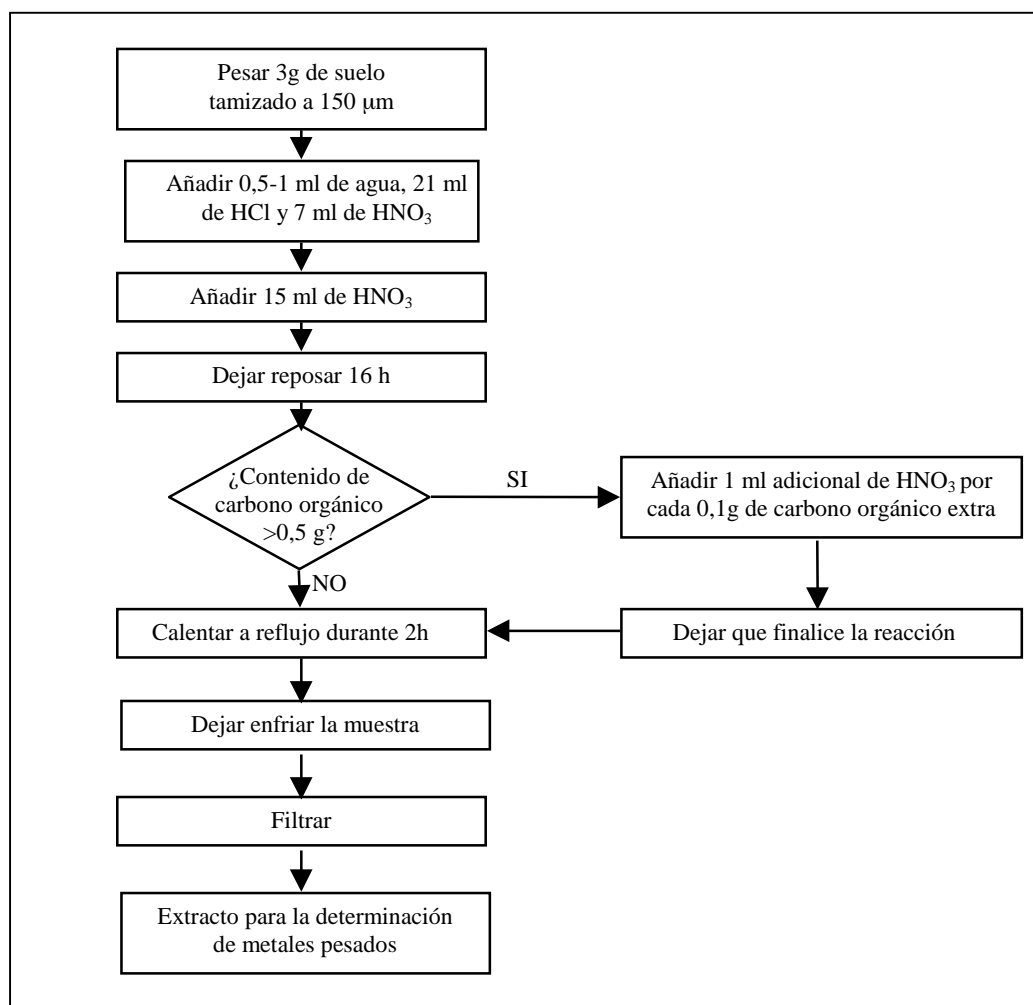 Pesar 3g de suelo
tamizado a 150 μm
Añadir 0,5-1 ml de agua, 21 ml
de HCl y 7 ml de HNO₃
Añadir 15 ml de HNO₃
Dejar reposar 16 h
¿Contenido de
carbono orgánico
>0,5 g?
SI
Añadir 1 ml adicional de HNO₃ por
cada 0,1g de carbono orgánico extra
NO
Calentar a reflujo durante 2h
Dejar que finalice la reacción
Dejar enfriar la muestra
Filtrar
Extracto para la determinación
de metales pesados